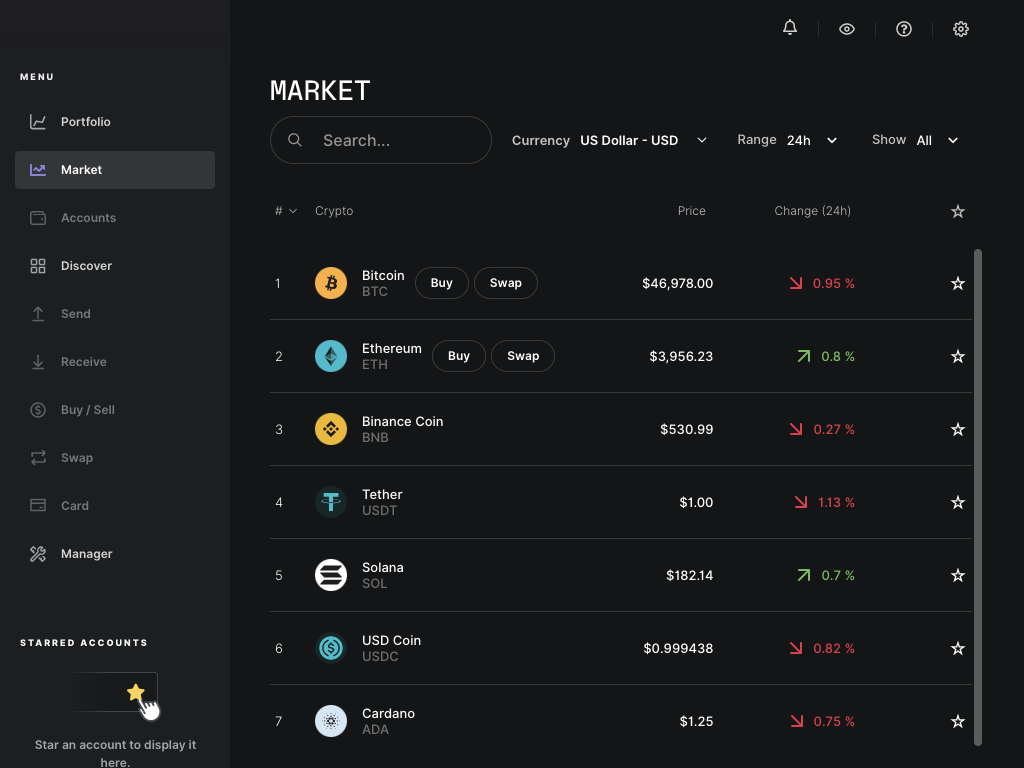 MENU
Portfolio
Market
Accounts
Discover
Send
Receive
Buy / Sell
Swap
Card
Manager
STARRED ACCOUNTS
Star an account to display it
here.
MARKET
Search...
Currency US Dollar - USD
Range 24h
Show All
# Crypto Price Change (24h)
1 Bitcoin BTC Buy Swap $46,978.00 0.95 %
2 Ethereum ETH Buy Swap $3,956.23 0.8 %
3 Binance Coin BNB $530.99 0.27 %
4 Tether USDT $1.00 1.13 %
5 Solana SOL $182.14 0.7 %
6 USD Coin USDC $0.999438 0.82 %
7 Cardano ADA $1.25 0.75 %